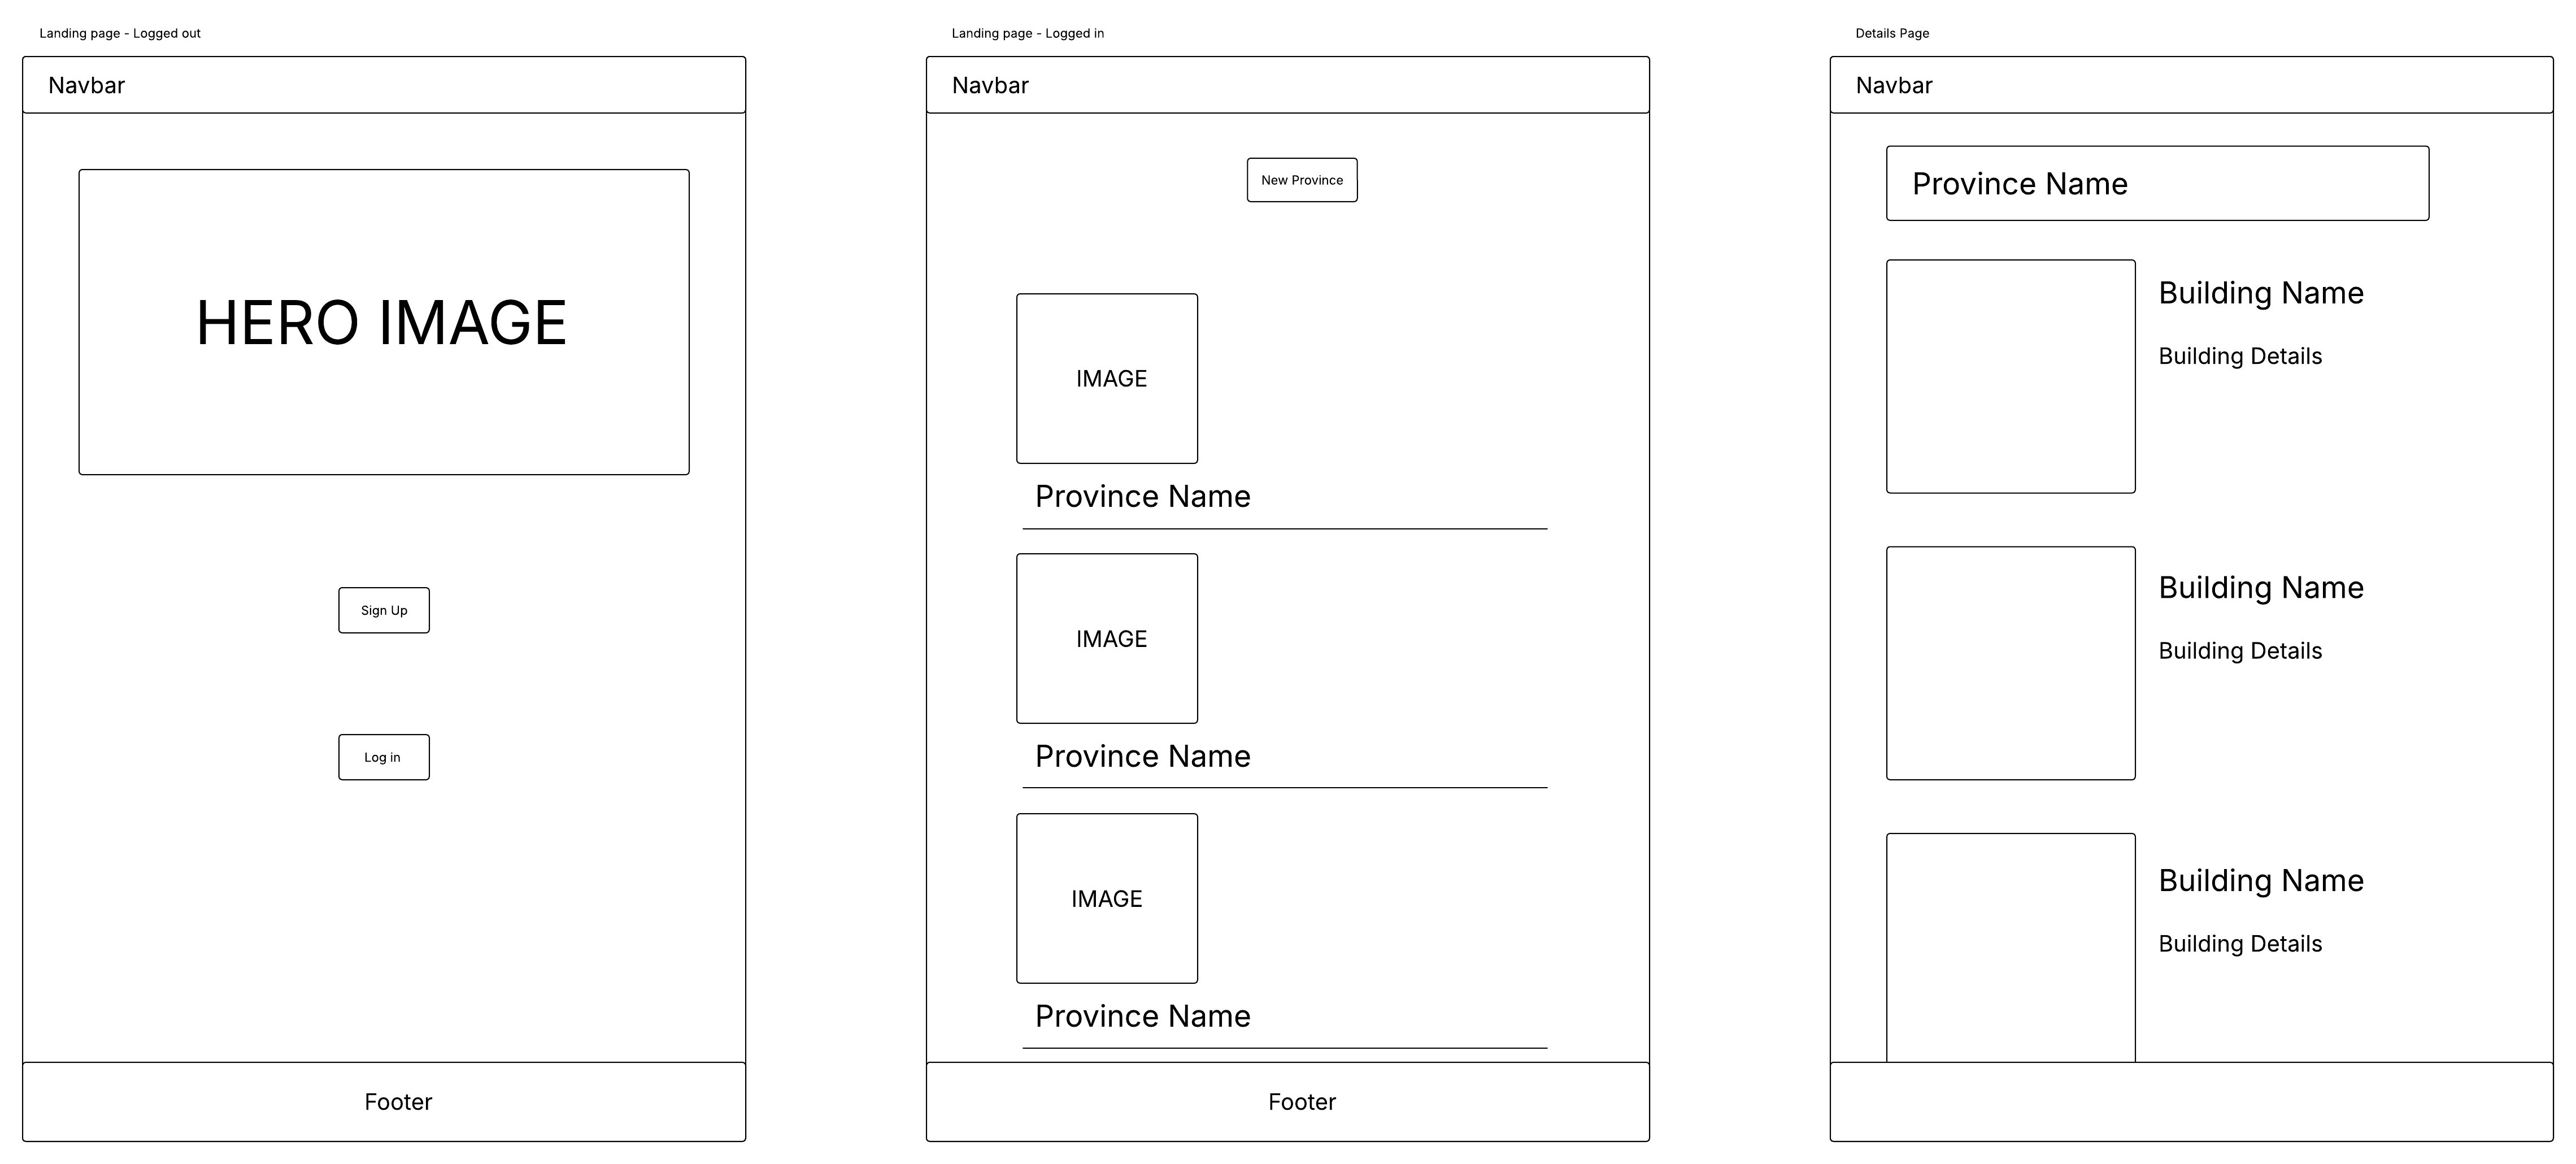 Landing page - Logged out
Navbar
HERO IMAGE
Sign Up
Log in
Footer
Landing page - Logged in
Navbar
New Province
IMAGE
Province Name
IMAGE
Province Name
IMAGE
Province Name
Footer
Details Page
Navbar
Province Name
Building Name
Building Details
Building Name
Building Details
Building Name
Building Details